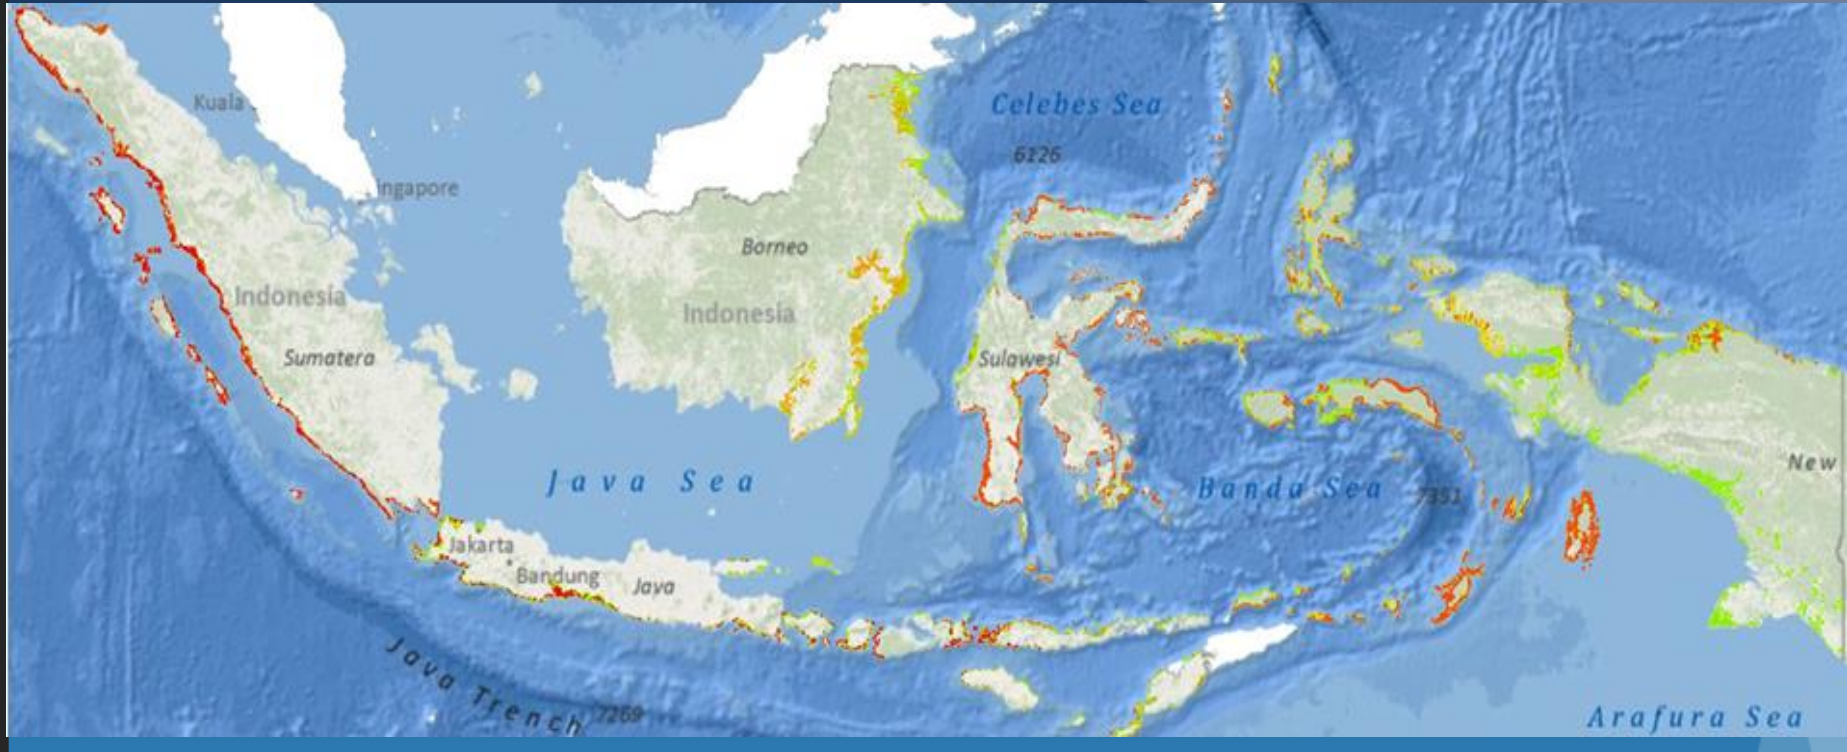 Celebes Sea
Kuala
6126
ingapore
Borneo
Indonesia
Indonesia
Sumatera
Sulawesi
New
Java Sea
Banda Sea
7351
Jakarta
Bandung
Java
Java Trench
7269
Arafura Sea